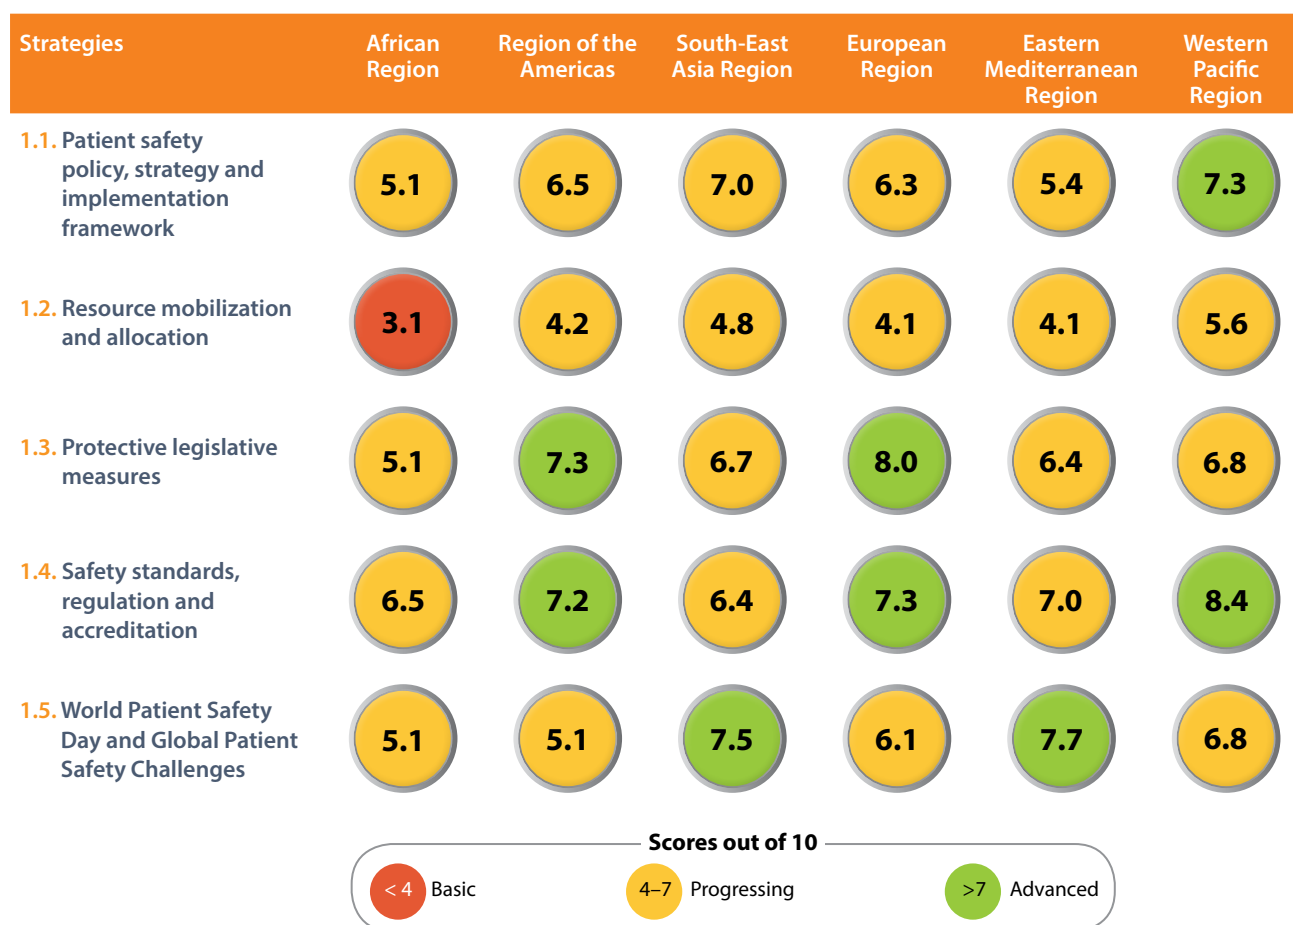 Strategies
African
Region
Region of the
Americas
South-East
Asia Region
European
Region
Eastern
Mediterranean
Region
Western
Pacific
Region
1.1. Patient safety
policy, strategy and
implementation
framework
5.1
6.5
7.0
6.3
5.4
7.3
1.2. Resource mobilization
and allocation
3.1
4.2
4.8
4.1
4.1
5.6
1.3. Protective legislative
measures
5.1
7.3
6.7
8.0
6.4
6.8
1.4. Safety standards,
regulation and
accreditation
6.5
7.2
6.4
7.3
7.0
8.4
1.5. World Patient Safety
Day and Global Patient
Safety Challenges
5.1
5.1
7.5
6.1
7.7
6.8
Scores out of 10
< 4 Basic
4–7 Progressing
>7 Advanced